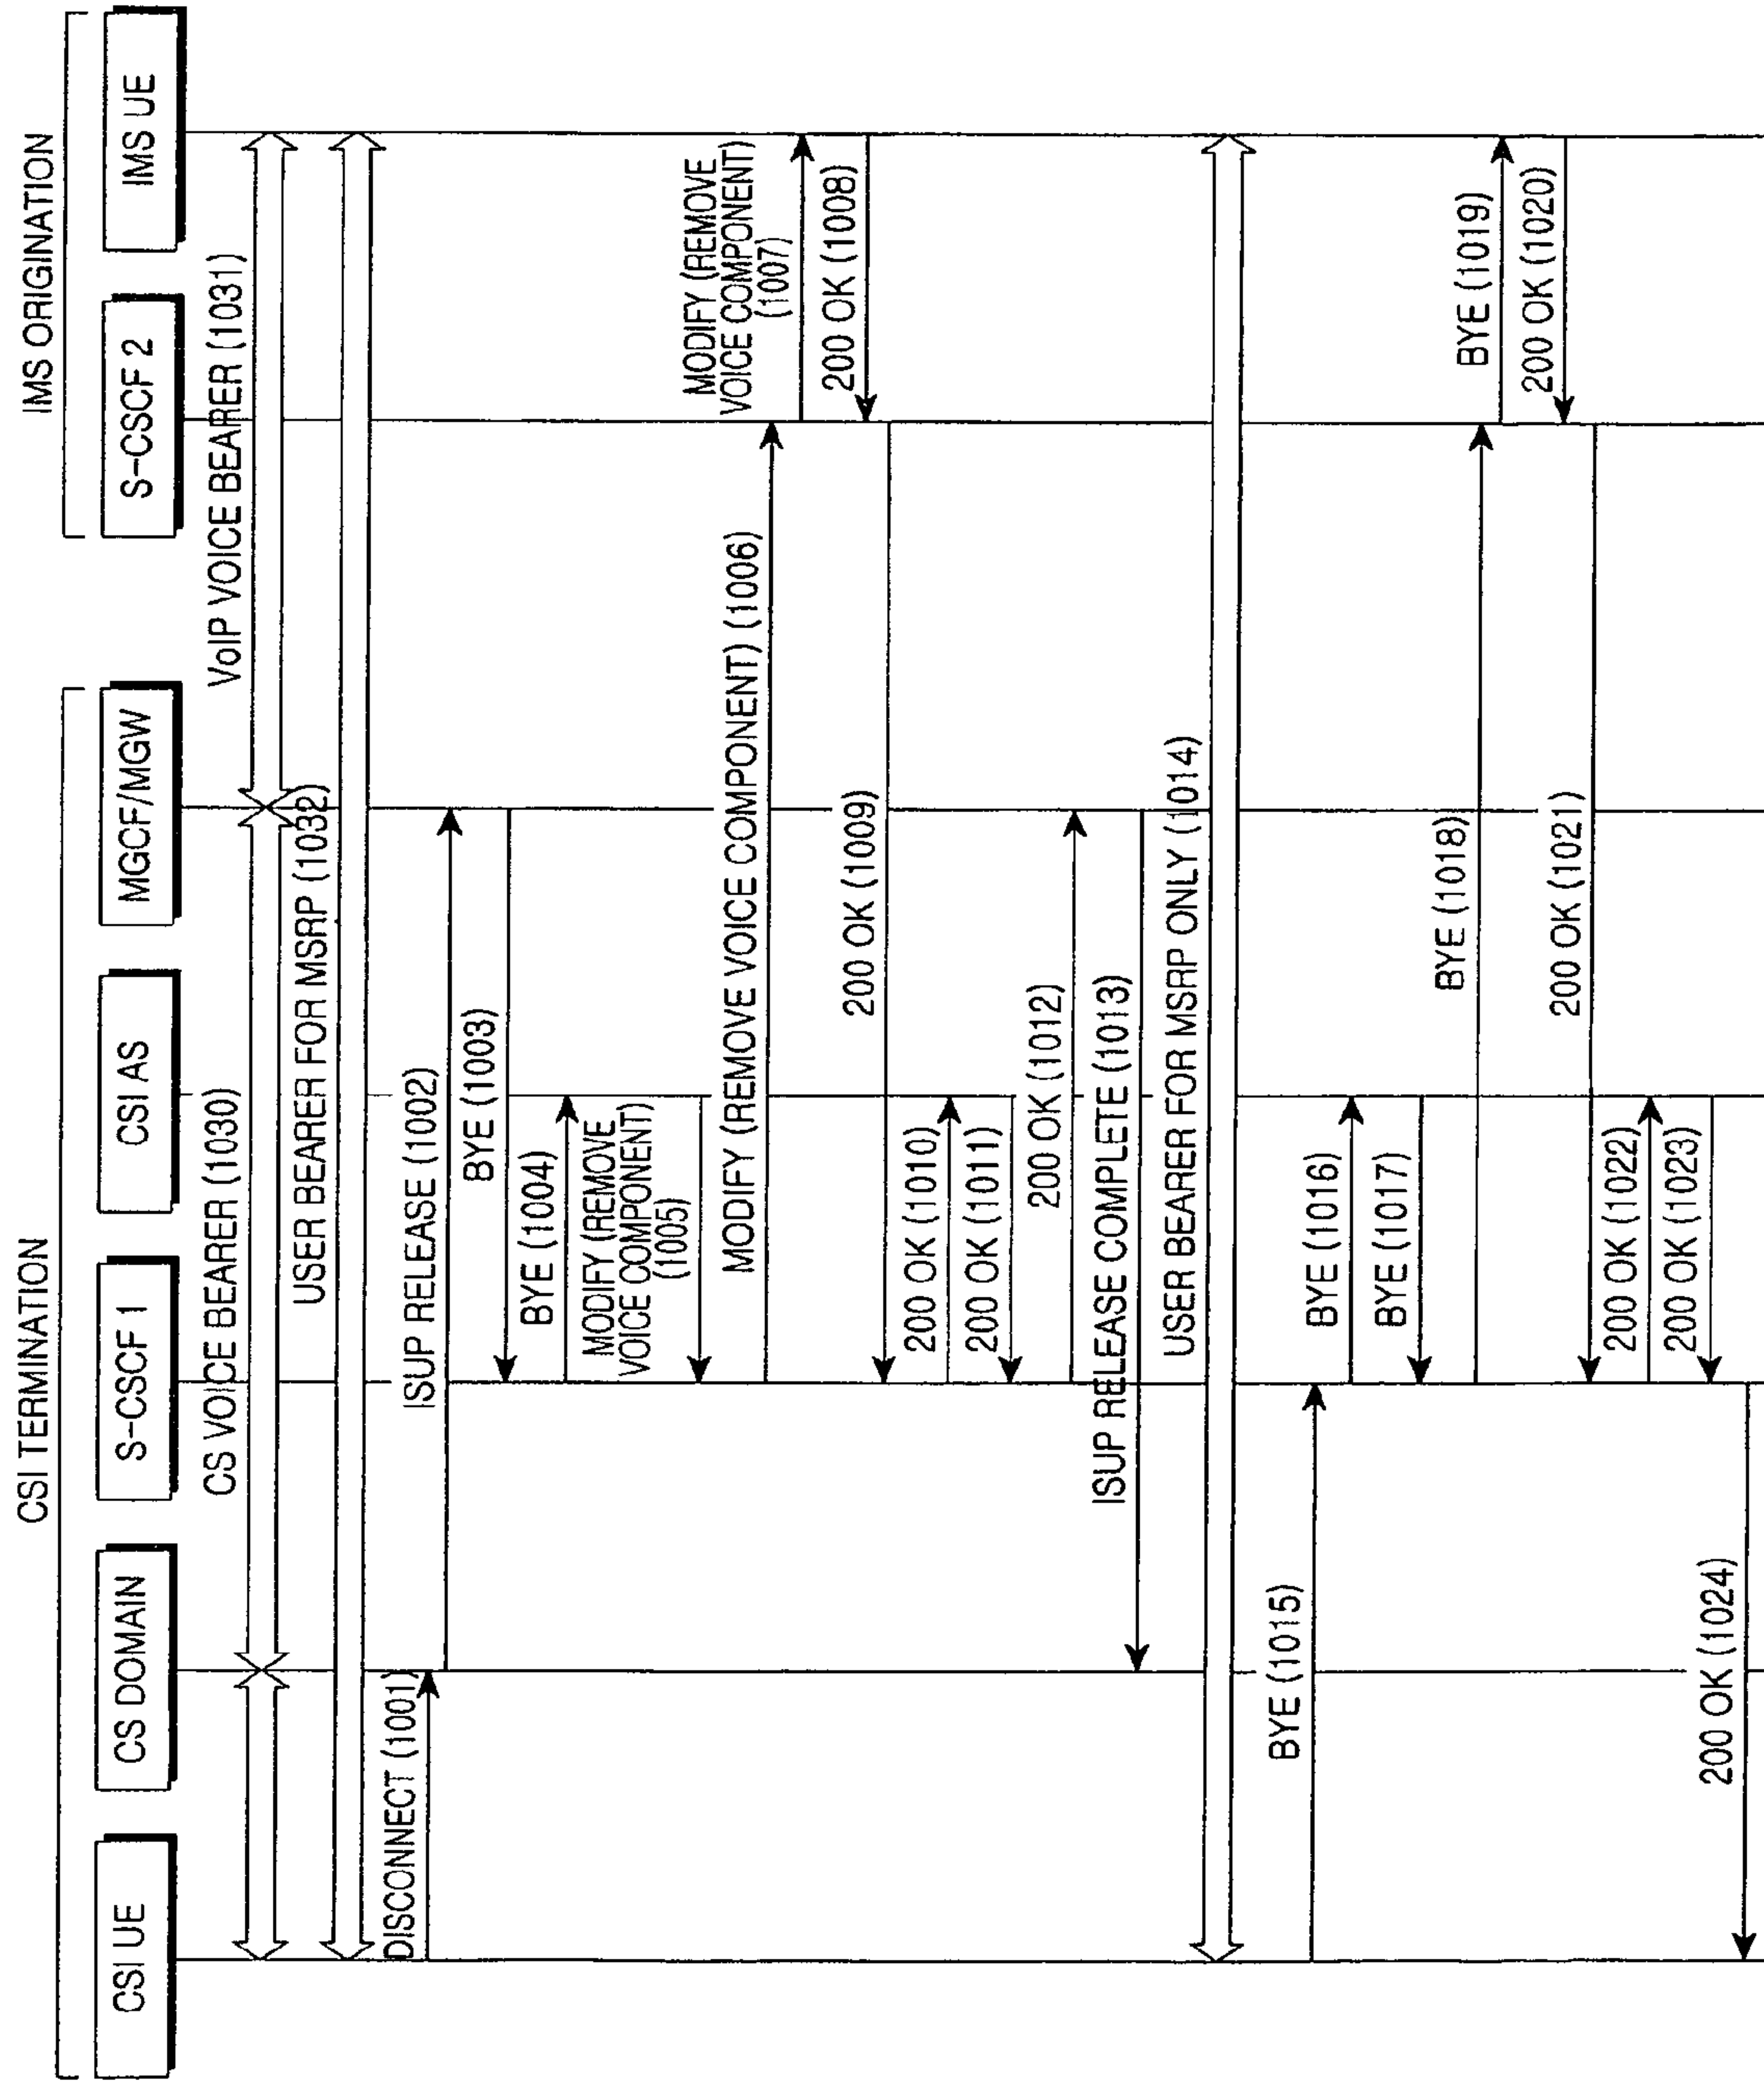 CSI TERMINATION
IMS ORIGINATION
CSI UE
CS DOMAIN
S-CSCF 1
CSI AS
MGCF/MGW
S-CSCF 2
IMS UE
CS VOICE BEARER (1030)
VoIP VOICE BEARER (1031)
USER BEARER FOR MSRP (1032)
DISCONNECT (1001)
ISUP RELEASE (1002)
BYE (1003)
BYE (1004)
MODIFY (REMOVE
VOICE COMPONENT)
(1005)
MODIFY (REMOVE VOICE COMPONENT) (1006)
MODIFY (REMOVE
VOICE COMPONENT)
(1007)
200 OK (1008)
200 OK (1009)
200 OK (1010)
200 OK (1011)
200 OK (1012)
ISUP RELEASE COMPLETE (1013)
USER BEARER FOR MSRP ONLY (1014)
BYE (1015)
BYE (1016)
BYE (1017)
BYE (1018)
BYE (1019)
200 OK (1020)
200 OK (1021)
200 OK (1022)
200 OK (1023)
200 OK (1024)